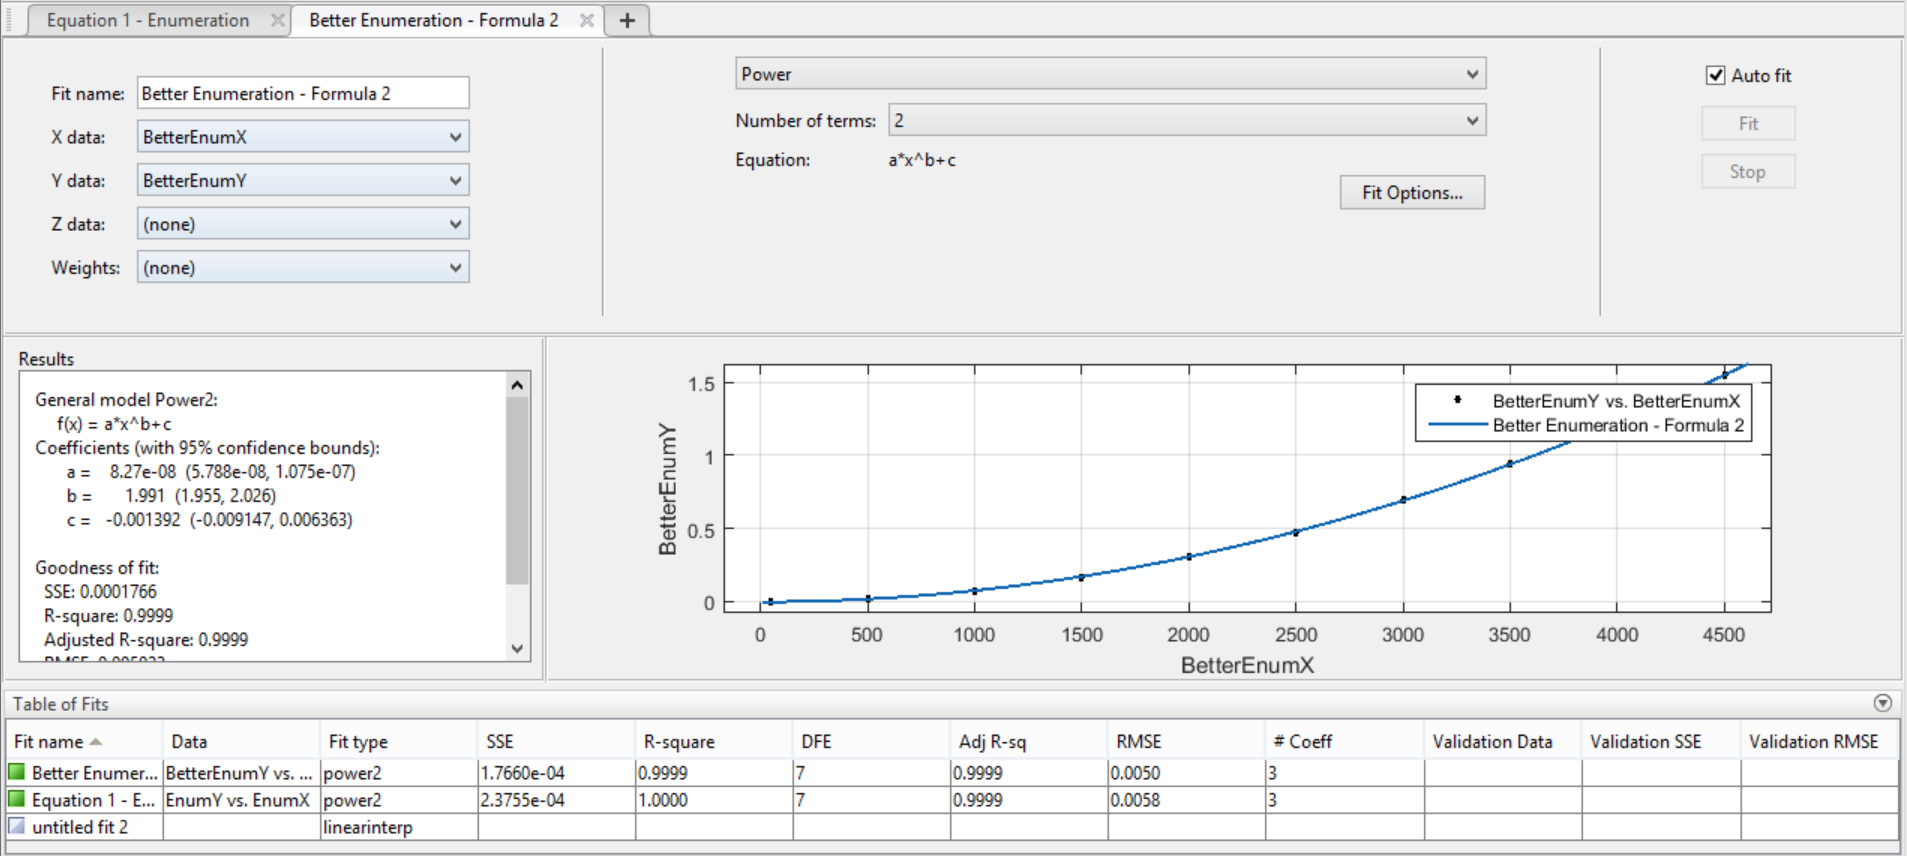 Equation 1 - Enumeration
Better Enumeration - Formula 2
+
Fit name: Better Enumeration - Formula 2
X data: BetterEnumX
Y data: BetterEnumY
Z data: (none)
Weights: (none)
Power
Number of terms: 2
Equation: a*x^b+c
Fit Options...
Auto fit
Fit
Stop
Results
General model Power2:
f(x) = a*x^b+c
Coefficients (with 95% confidence bounds):
a = 8.27e-08 (5.788e-08, 1.075e-07)
b = 1.991 (1.955, 2.026)
c = -0.001392 (-0.009147, 0.006363)
Goodness of fit:
SSE: 0.0001766
R-square: 0.9999
Adjusted R-square: 0.9999
BetterEnumY
1.5
1
0.5
0
BetterEnumY vs. BetterEnumX
Better Enumeration - Formula 2
0 500 1000 1500 2000 2500 3000 3500 4000 4500
BetterEnumX
Table of Fits
Fit name Data Fit type SSE R-square DFE Adj R-sq RMSE # Coeff Validation Data Validation SSE Validation RMSE
Better Enumer... BetterEnumY vs. ... power2 1.7660e-04 0.9999 7 0.9999 0.0050 3
Equation 1 - E... EnumY vs. EnumX power2 2.3755e-04 1.0000 7 0.9999 0.0058 3
untitled fit 2 linearinterp